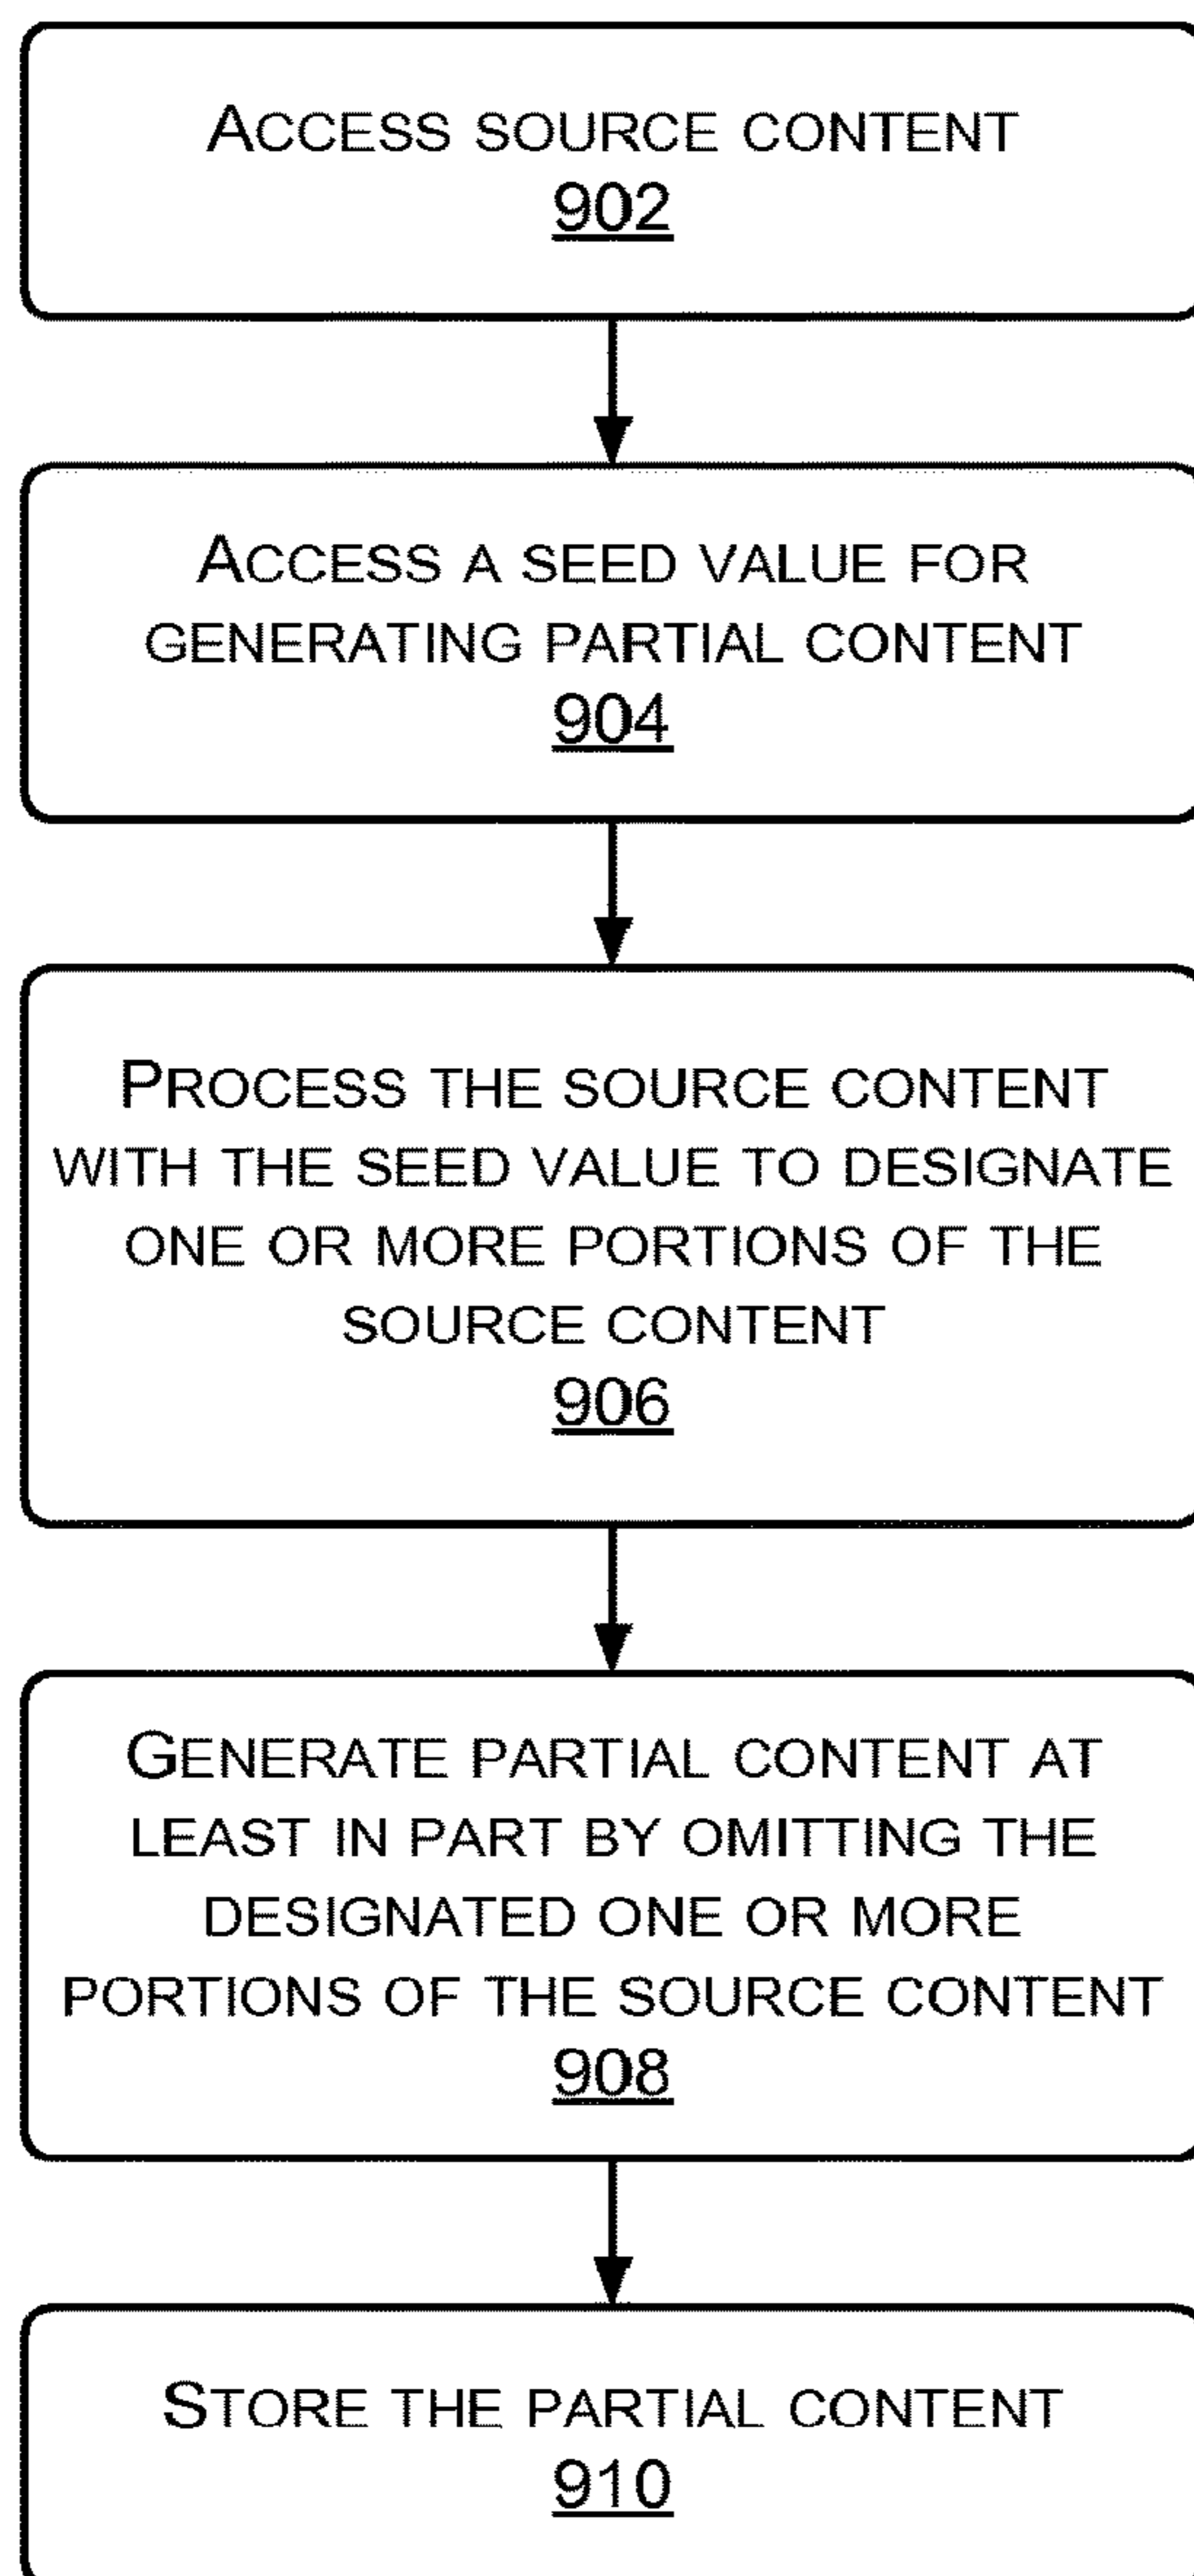 ACCESS SOURCE CONTENT
902
ACCESS A SEED VALUE FOR
GENERATING PARTIAL CONTENT
904
PROCESS THE SOURCE CONTENT
WITH THE SEED VALUE TO DESIGNATE
ONE OR MORE PORTIONS OF THE
SOURCE CONTENT
906
GENERATE PARTIAL CONTENT AT
LEAST IN PART BY OMITTING THE
DESIGNATED ONE OR MORE
PORTIONS OF THE SOURCE CONTENT
908
STORE THE PARTIAL CONTENT
910